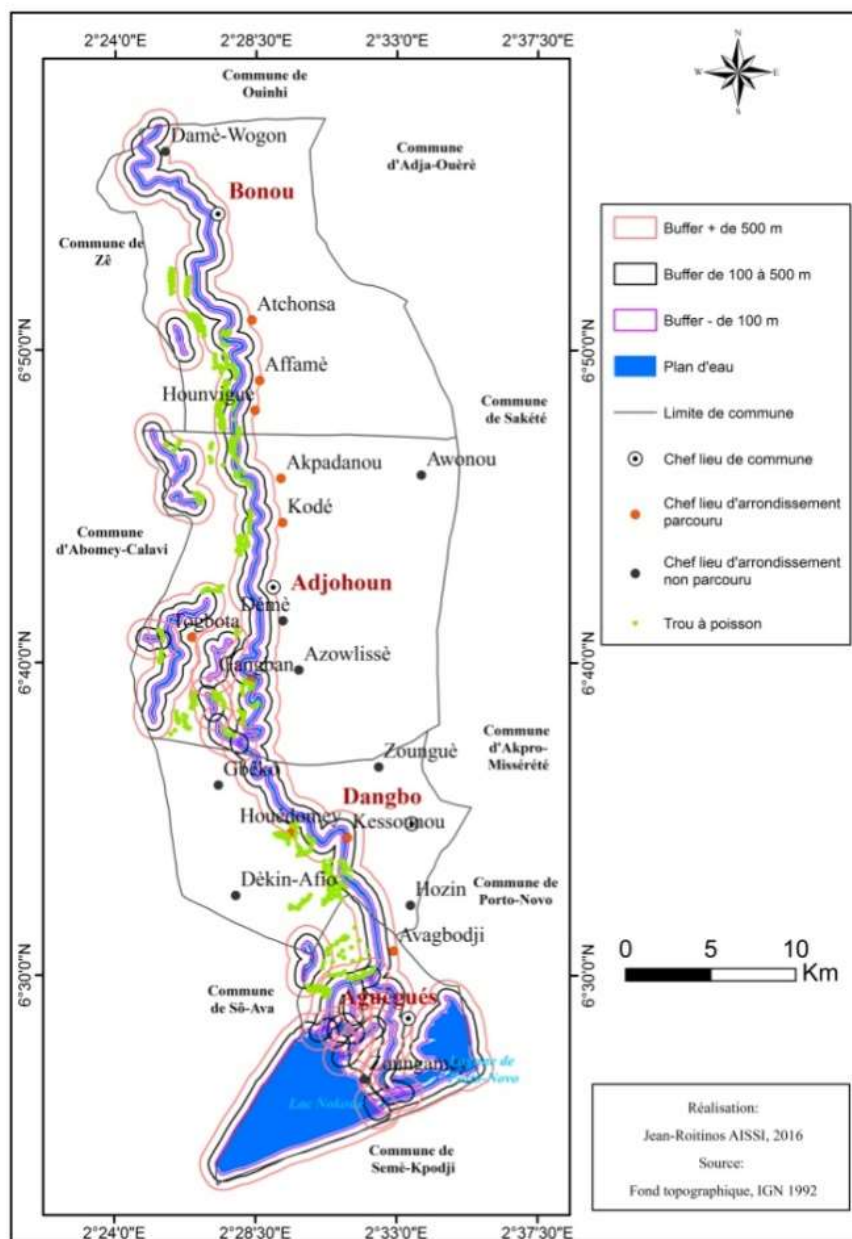 2°24'0"E
2°28'30"E
2°33'0"E
2°37'30"E
Commune de
Ouinhi
N
W
E
S
Damè-Wogon
Commune
d'Adja-Ouèrè
Bonou
Commune de
Zê
Atchonsa
6°50'0"N
6°50'0"N
Affamè
Hounviguè
Commune
de Sakété
Akpadanou
Awonou
Kodé
Commune
d'Abomey-Calavi
Adjohoun
Démè
Togbota
6°40'0"N
6°40'0"N
Gangban
Azowlissè
Commune
d'Akpro-
Missérété
Zounguè
Gbéko
Dangbo
Houédomey
Kessounou
Dèkin-Afio
Hozin
Commune de
Porto-Novo
Avagbodji
6°30'0"N
6°30'0"N
Commune
de Sô-Ava
Aguégués
Zoungamè
Lagune de
Porto-Novo
Lac Nokoué
Commune de
Semè-Kpodji
2°24'0"E
2°28'30"E
2°33'0"E
2°37'30"E
Buffer + de 500 m
Buffer de 100 à 500 m
Buffer - de 100 m
Plan d'eau
Limite de commune
Chef lieu de commune
Chef lieu d'arrondissement
parcouru
Chef lieu d'arrondissement
non parcouru
Trou à poisson
0
5
10
Km
Réalisation:
Jean-Roitinos AISSI, 2016
Source:
Fond topographique, IGN 1992